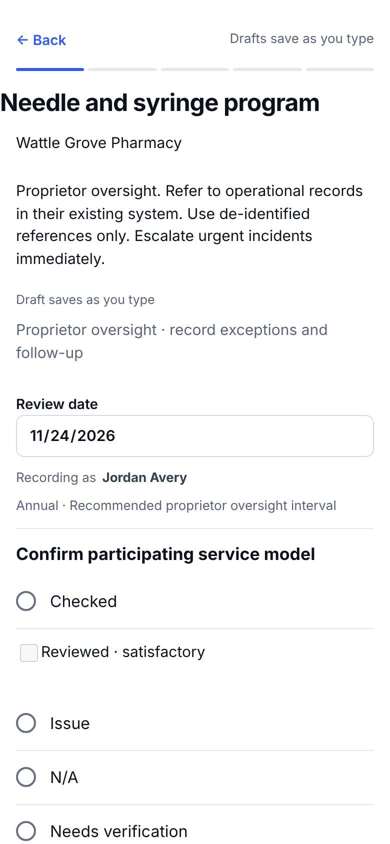 ← Back
Drafts save as you type
Needle and syringe program
Wattle Grove Pharmacy
Proprietor oversight. Refer to operational records
in their existing system. Use de-identified
references only. Escalate urgent incidents
immediately.
Draft saves as you type
Proprietor oversight · record exceptions and
follow-up
Review date
11/24/2026
Recording as Jordan Avery
Annual · Recommended proprietor oversight interval
Confirm participating service model
Checked
Reviewed · satisfactory
Issue
N/A
Needs verification